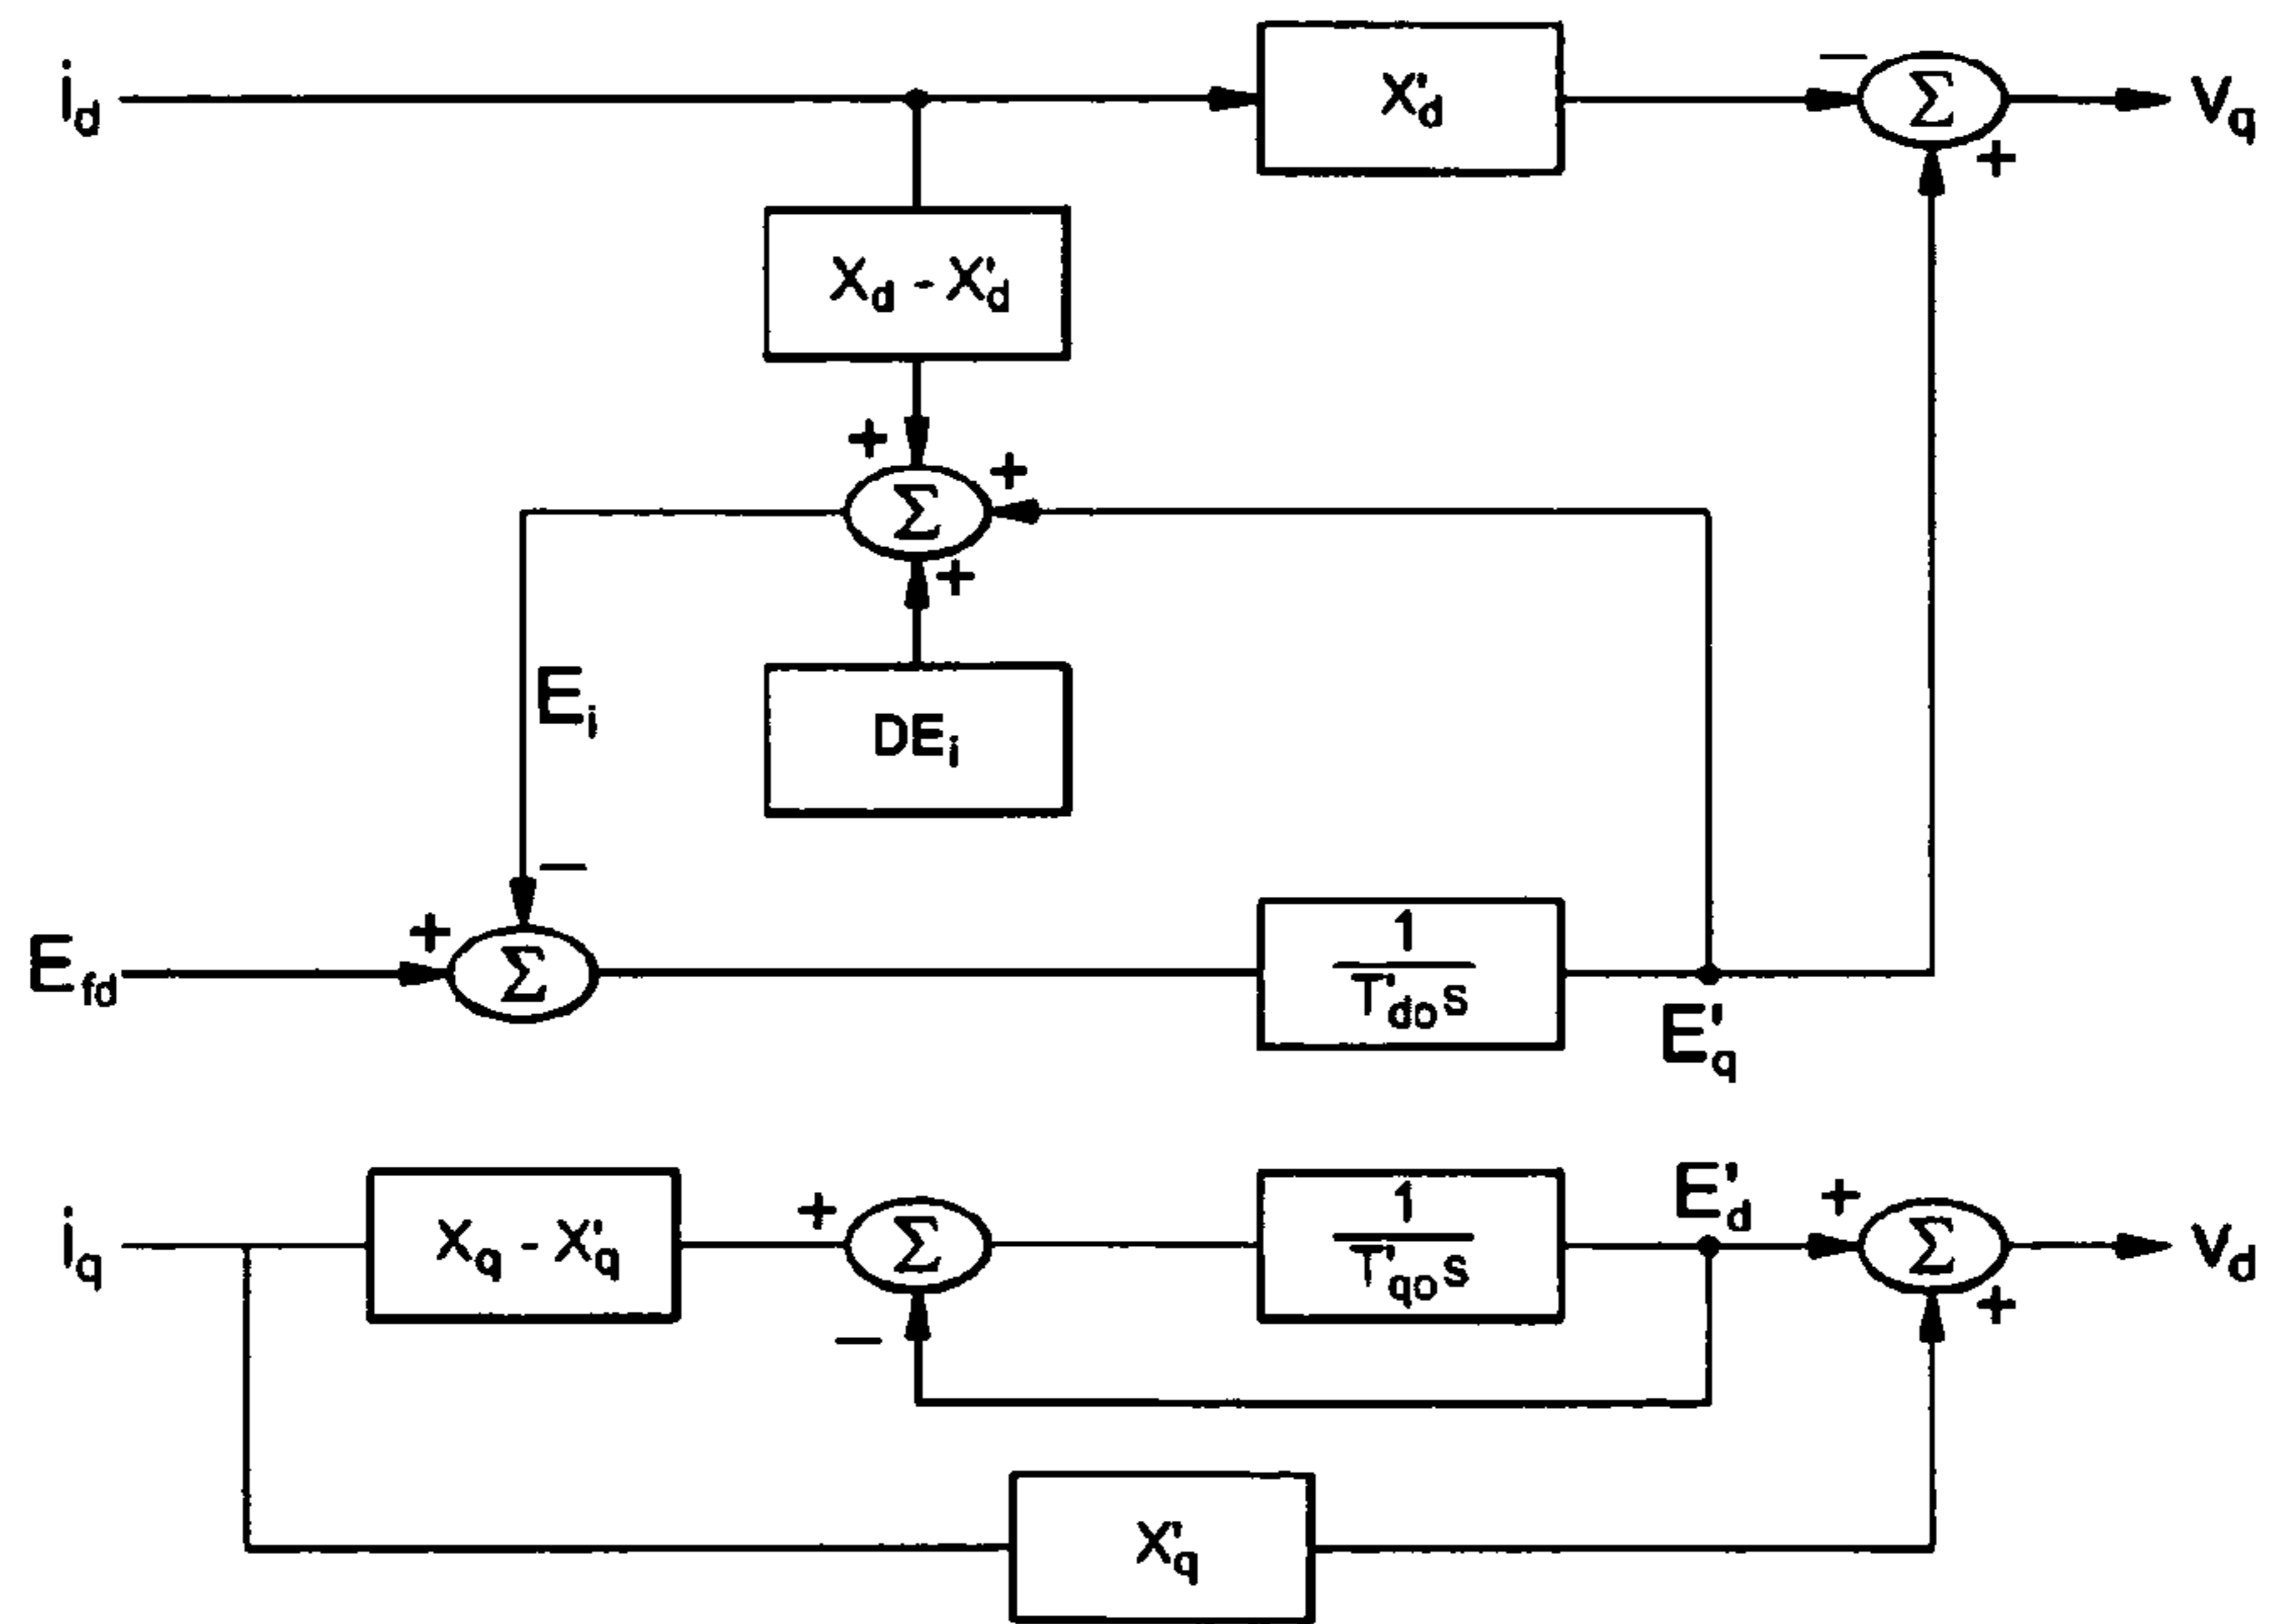 i_d
X'_d
−
Σ
V_q
+
X_d - X'_d
+
+
Σ
+
E_i
DE_i
−
+
E_fd
Σ
1
T'_do s
E'_q
i_q
X_q - X'_q
+
Σ
−
1
T'_qo s
E'_d
+
Σ
+
V_d
X'_q